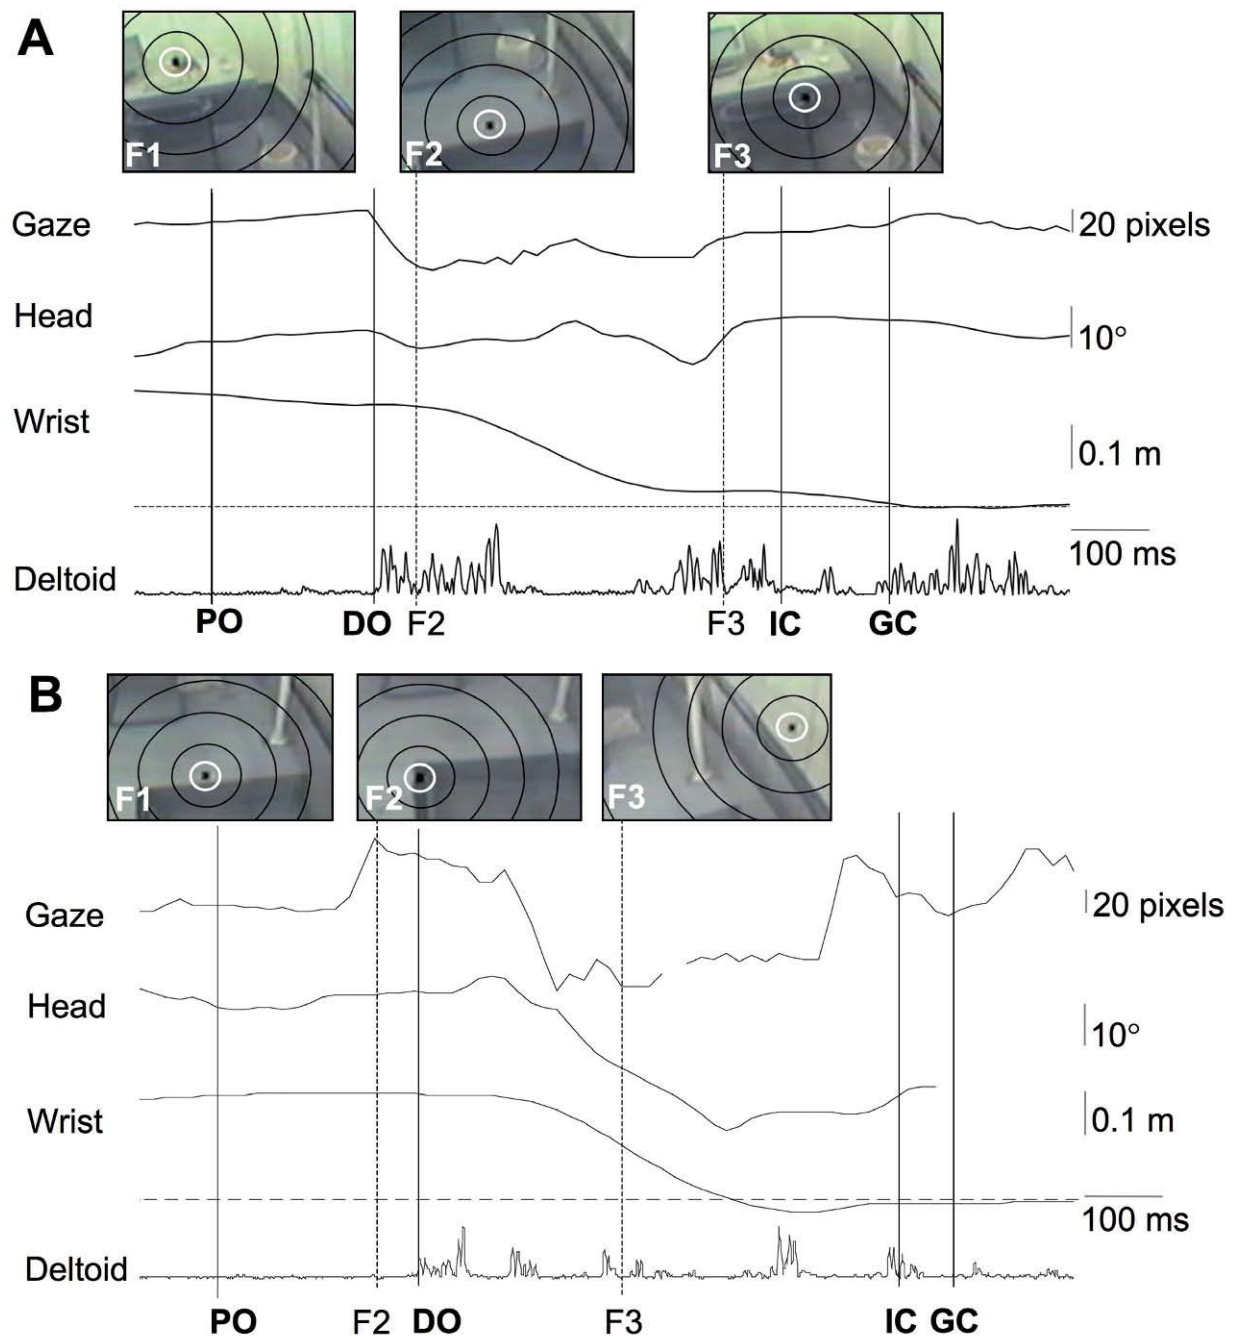 A
F1 F2 F3
Gaze 20 pixels
Head 10°
Wrist 0.1 m
100 ms
Deltoid
PO DO F2 F3 IC GC
B
F1 F2 F3
Gaze 20 pixels
Head 10°
Wrist 0.1 m
100 ms
Deltoid
PO F2 DO F3 IC GC